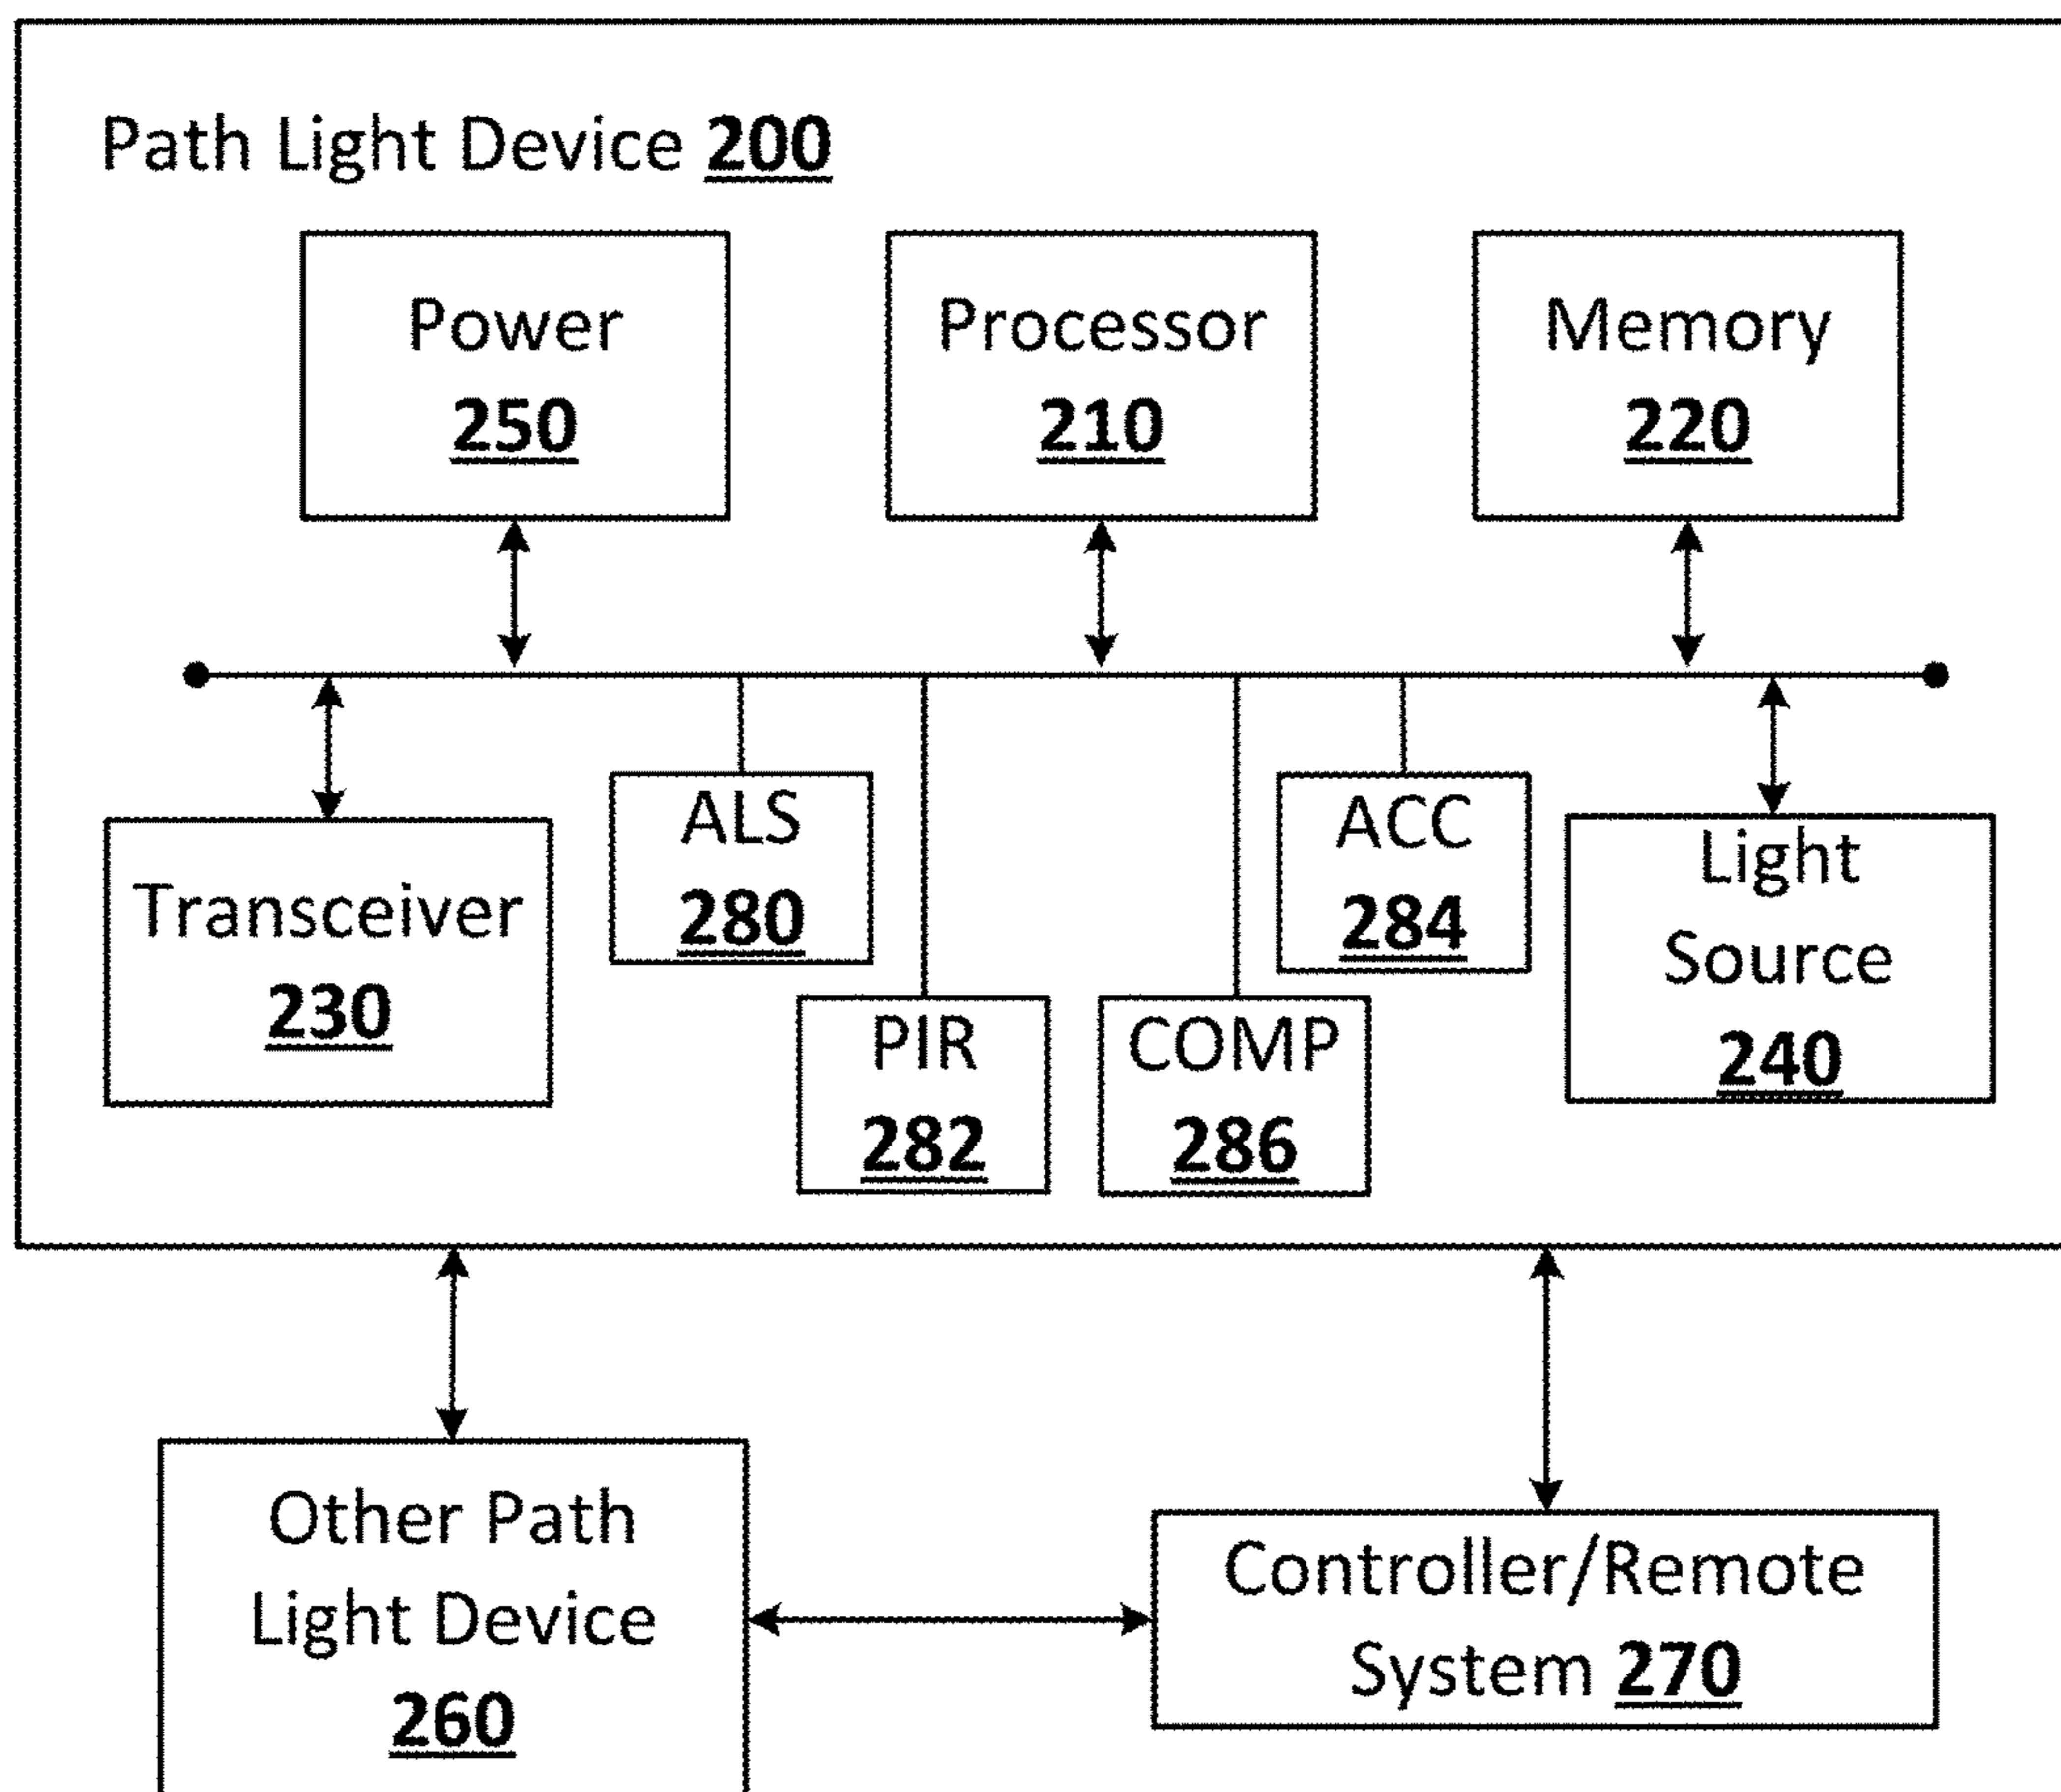 Path Light Device 200
Power
250
Processor
210
Memory
220
Transceiver
230
ALS
280
PIR
282
COMP
286
ACC
284
Light
Source
240
Other Path
Light Device
260
Controller/Remote
System 270